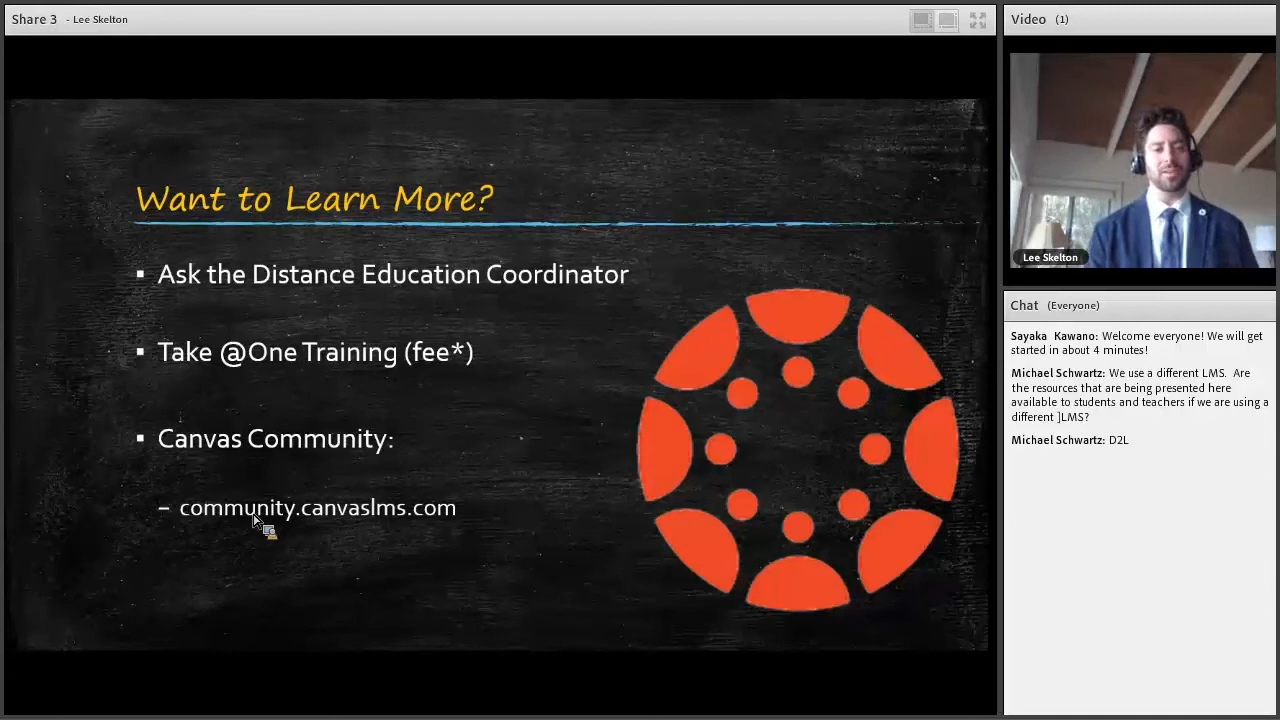 Share 3 - Lee Skelton
Want to Learn More?
▪ Ask the Distance Education Coordinator
▪ Take @One Training (fee*)
▪ Canvas Community:
– community.canvaslms.com
Video (1)
Lee Skelton
Chat (Everyone)
Sayaka Kawano: Welcome everyone! We will get
started in about 4 minutes!
Michael Schwartz: We use a different LMS. Are
the resources that are being presented here
available to students and teachers if we are using a
different ]LMS?
Michael Schwartz: D2L